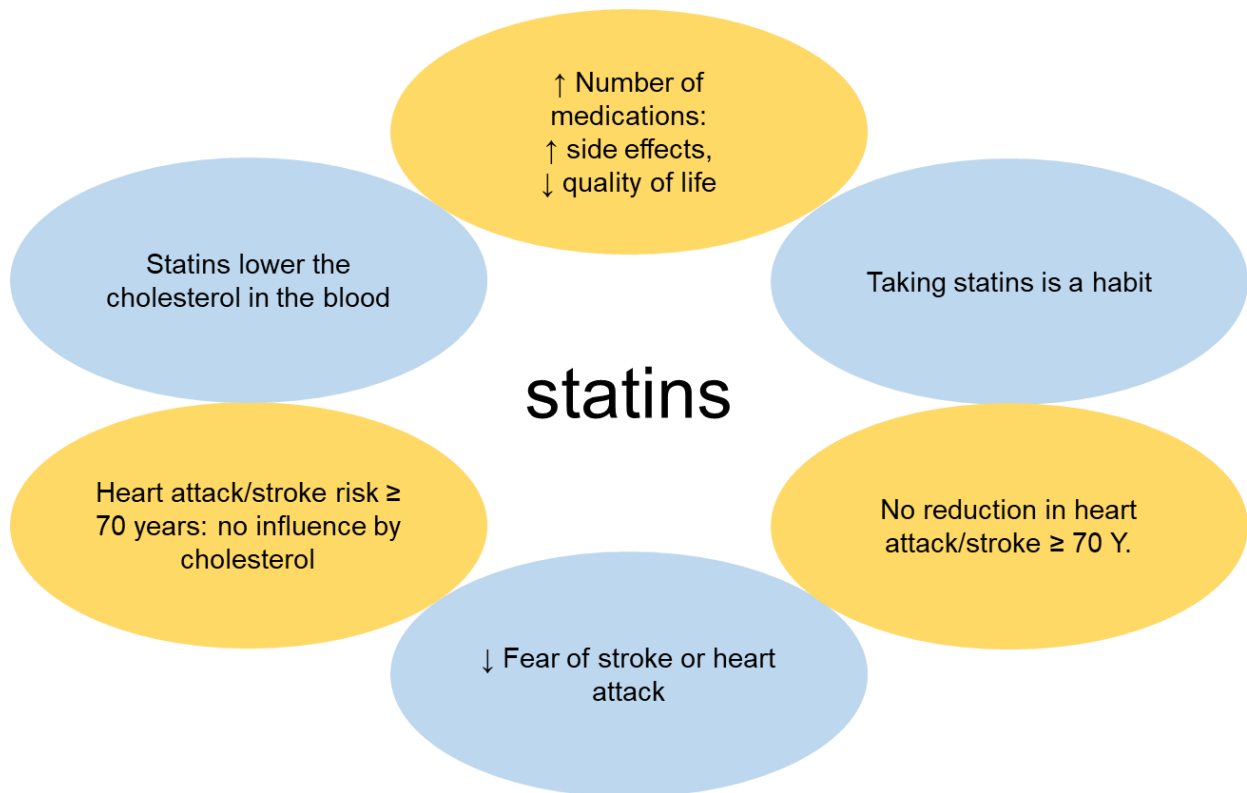 ↑ Number of
medications:
↑ side effects,
↓ quality of life
Statins lower the
cholesterol in the blood
Taking statins is a habit
statins
Heart attack/stroke risk ≥
70 years: no influence by
cholesterol
No reduction in heart
attack/stroke ≥ 70 Y.
↓ Fear of stroke or heart
attack